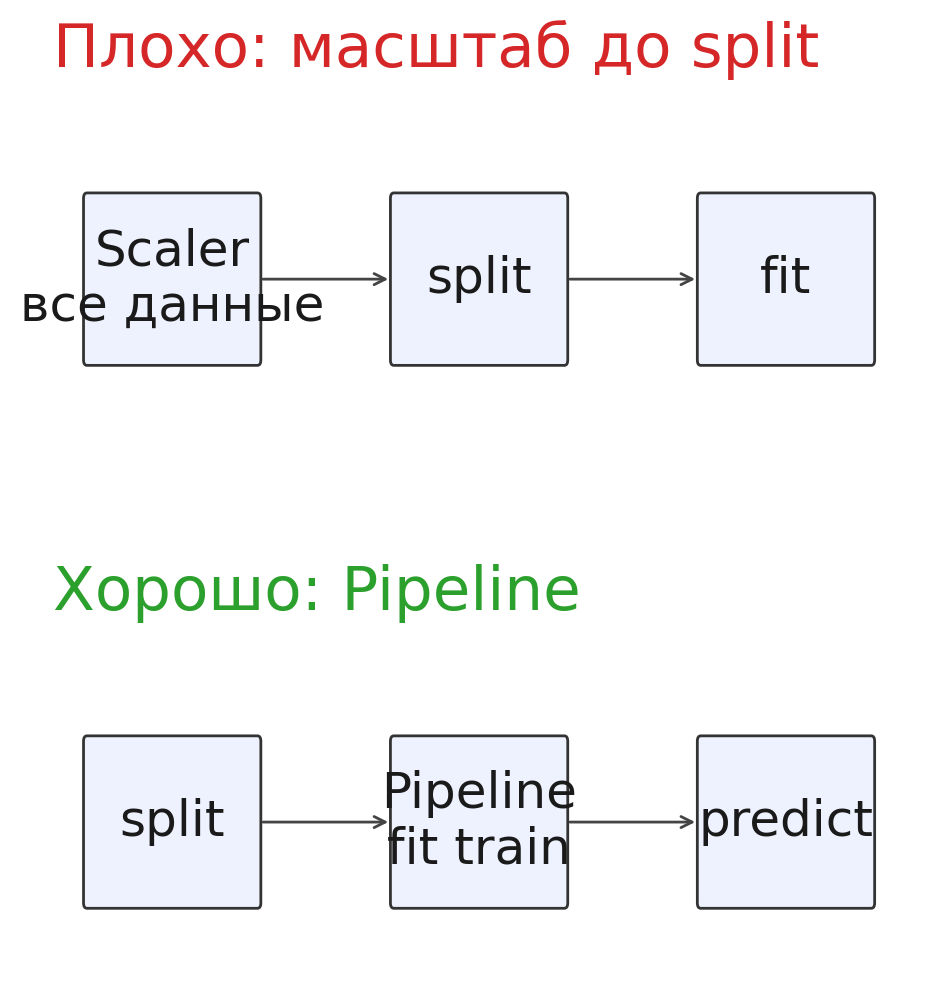 Плохо: масштаб до split
Scaler
все данные
split
fit
Хорошо: Pipeline
split
Pipeline
fit train
predict